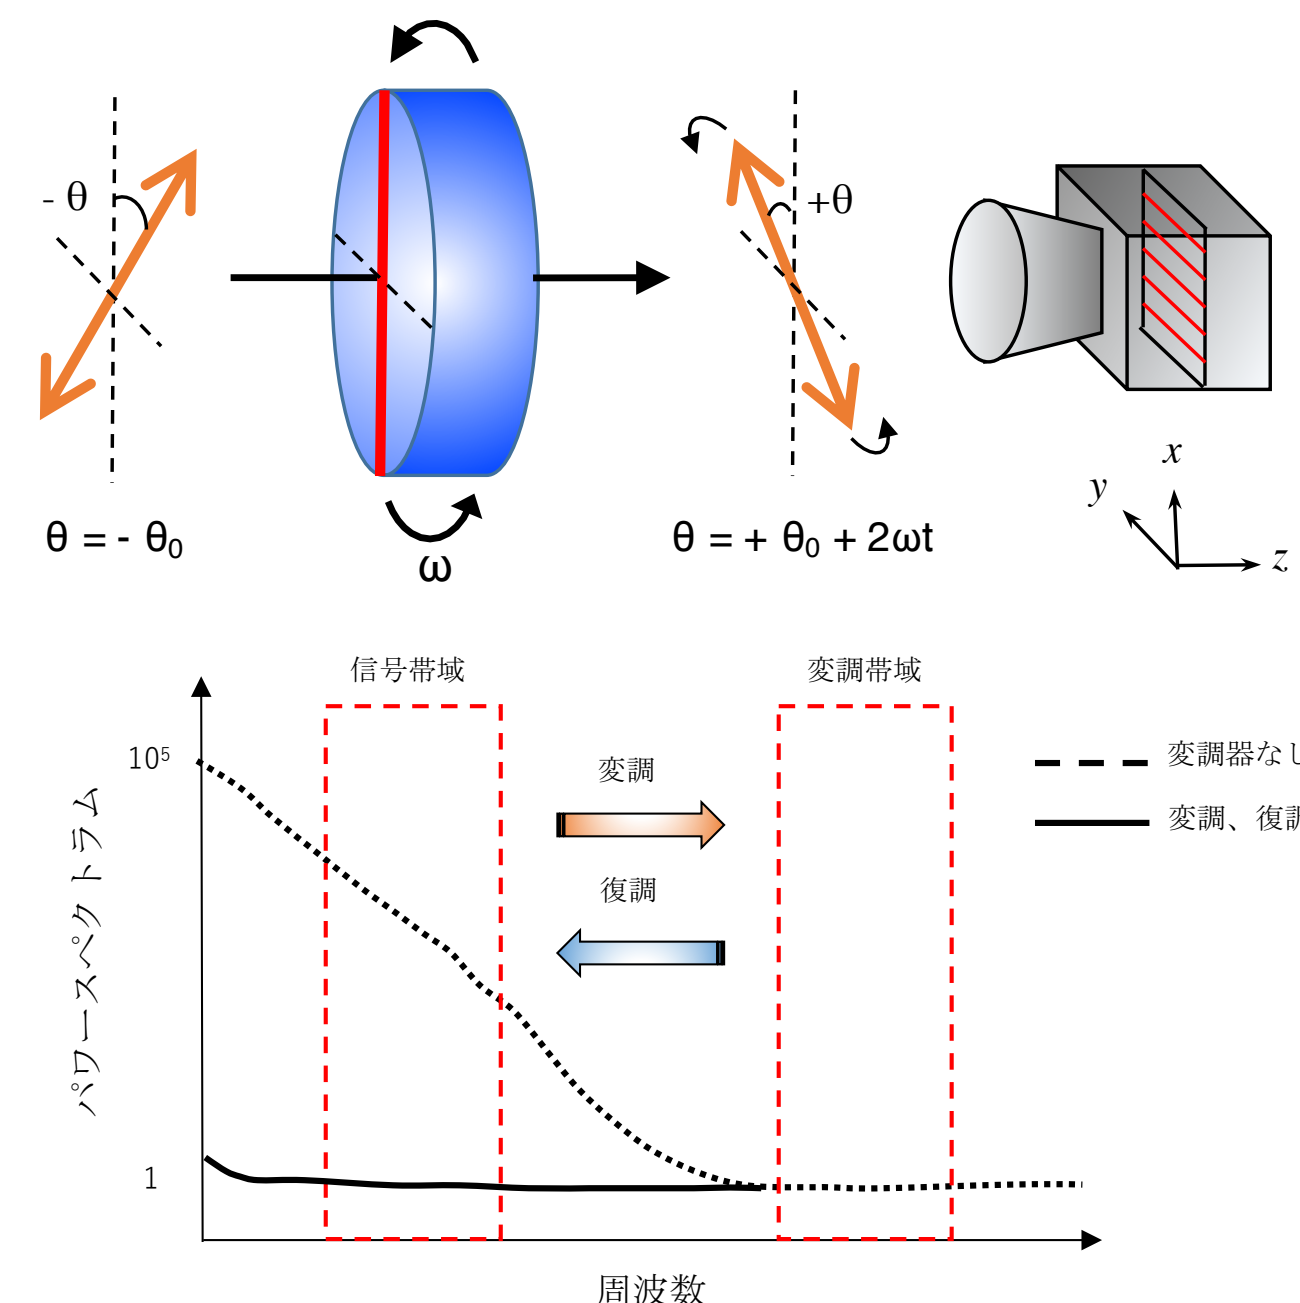 - θ
+θ
θ = - θ₀
ω
θ = + θ₀ + 2ωt
x
y
z
信号帯域
変調帯域
10⁵
変調
変調器なし
変調、復調
復調
パワースペクトラム
1
周波数